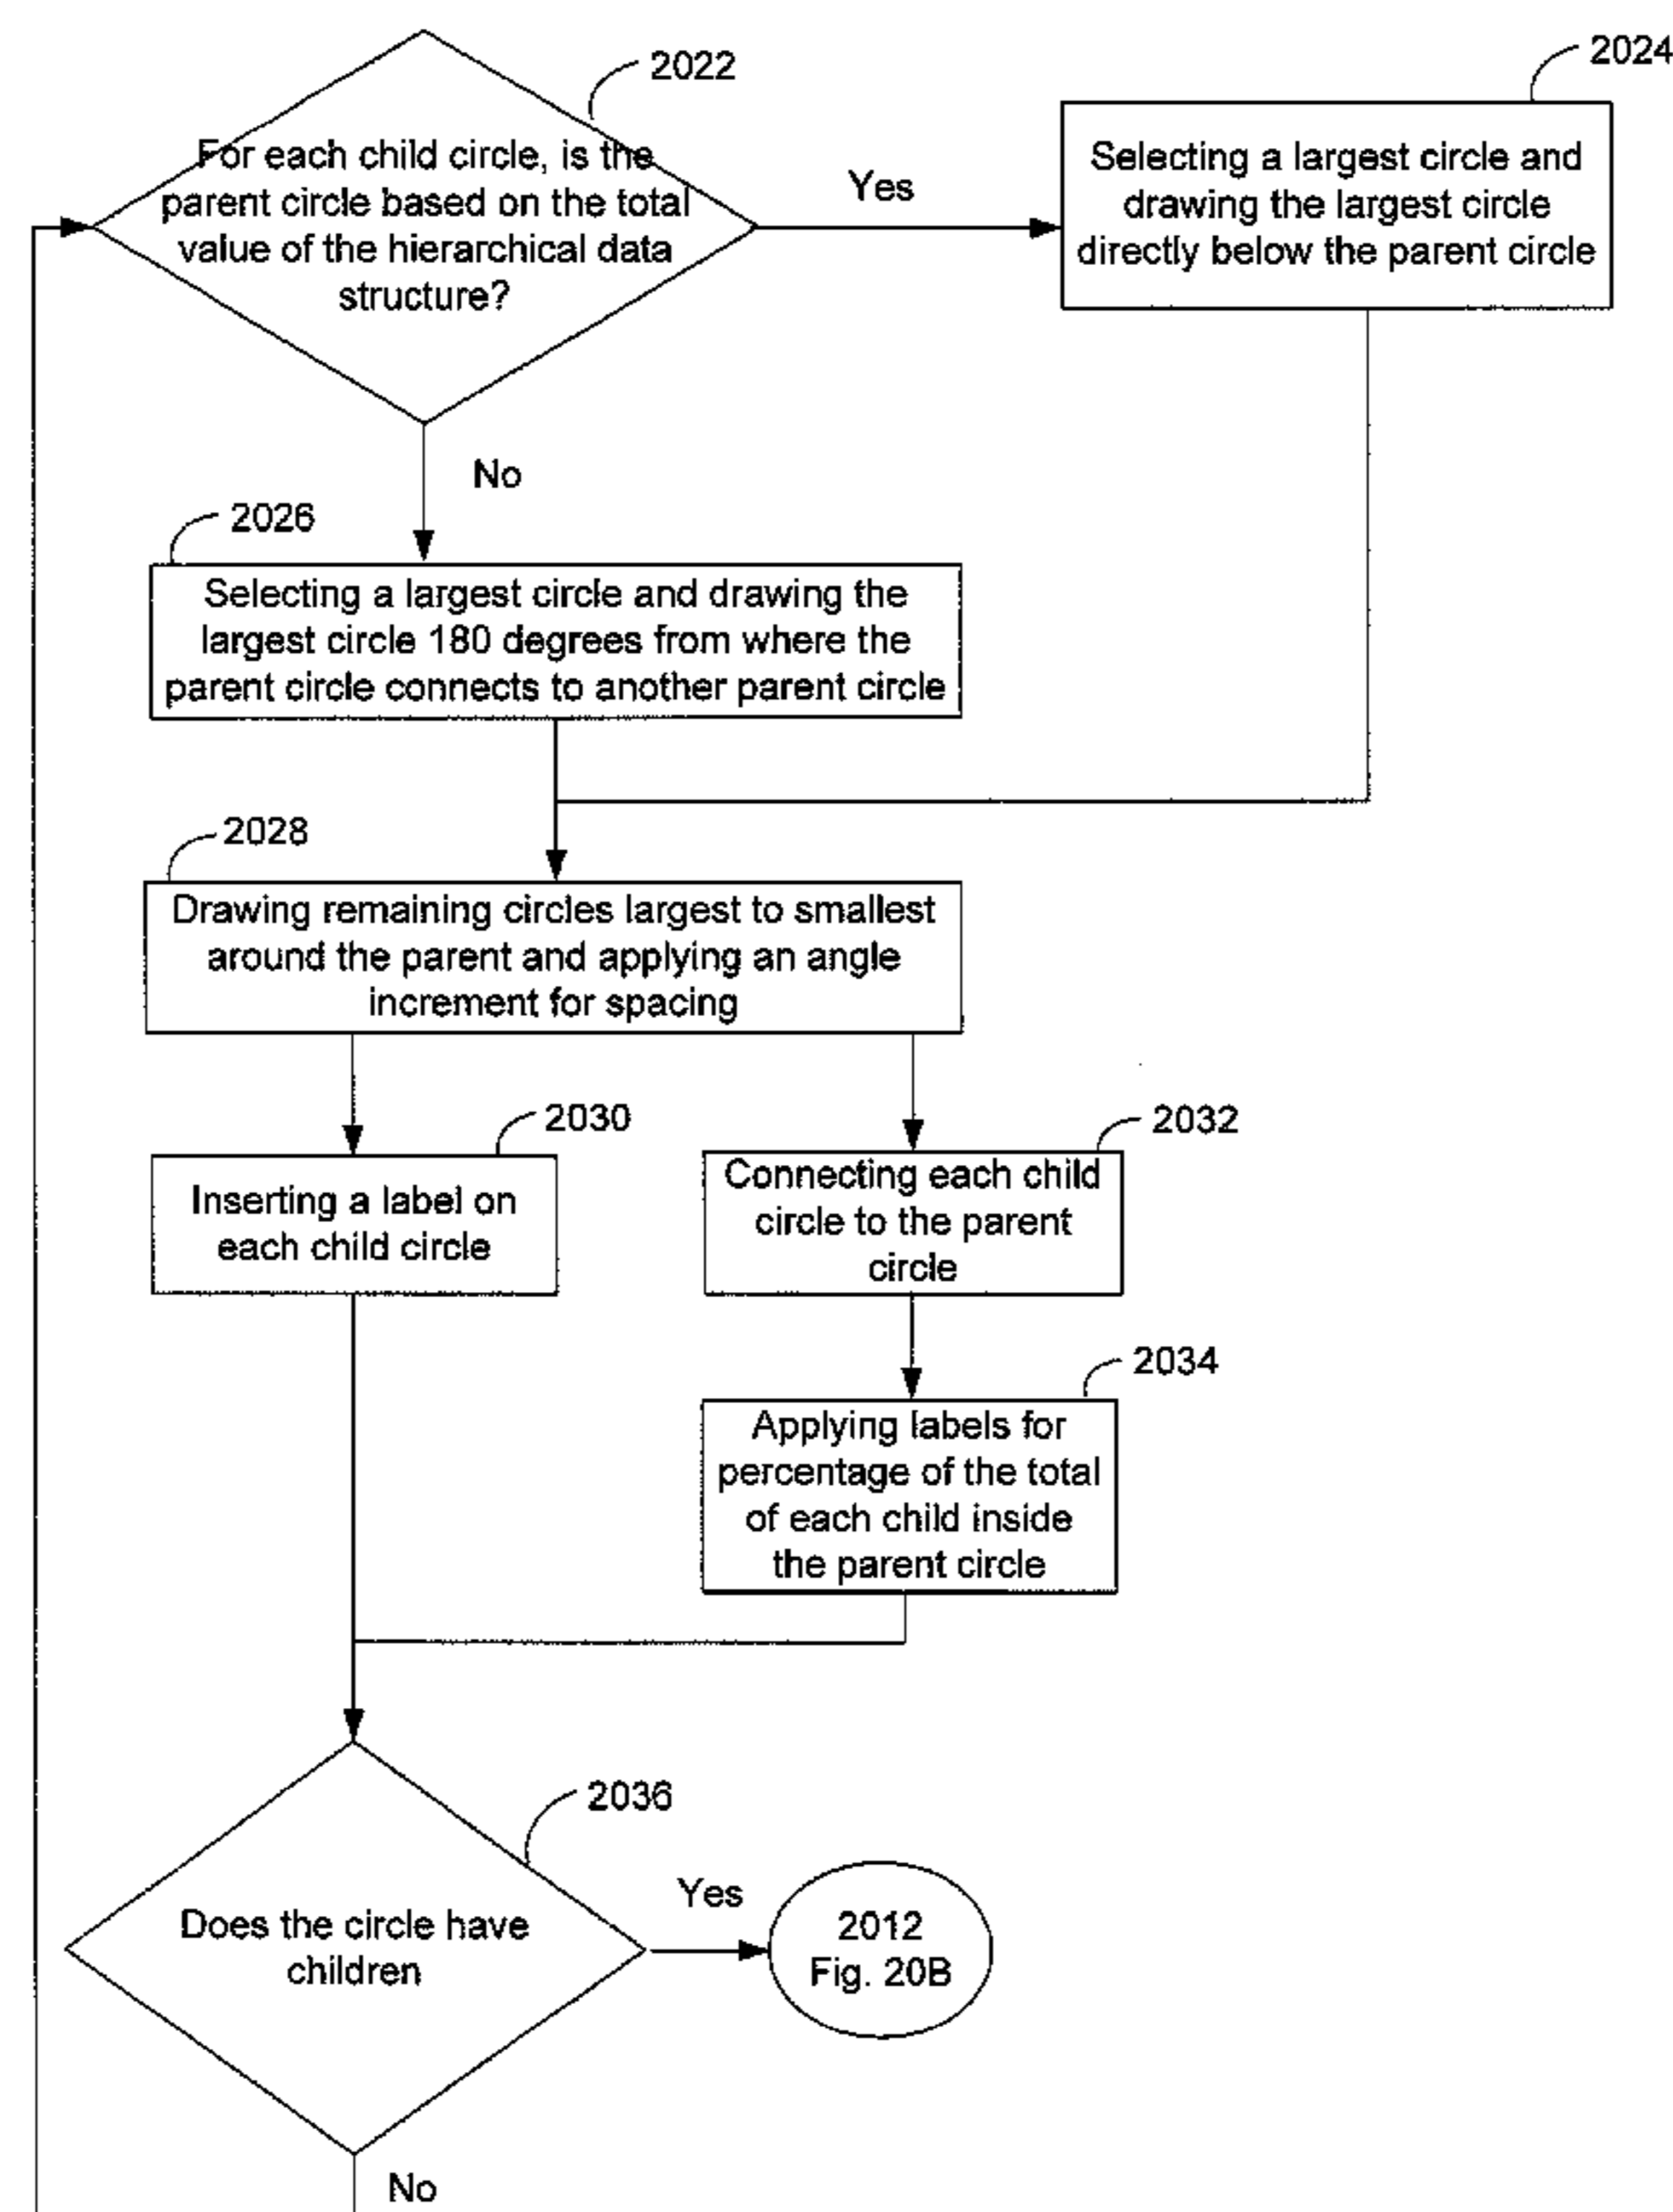 2022
For each child circle, is the
parent circle based on the total
value of the hierarchical data
structure?
Yes
2024
Selecting a largest circle and
drawing the largest circle
directly below the parent circle
No
2026
Selecting a largest circle and drawing the
largest circle 180 degrees from where the
parent circle connects to another parent circle
2028
Drawing remaining circles largest to smallest
around the parent and applying an angle
increment for spacing
2030
Inserting a label on
each child circle
2032
Connecting each child
circle to the parent
circle
2034
Applying labels for
percentage of the total
of each child inside
the parent circle
2036
Does the circle have
children
Yes
2012
Fig. 20B
No